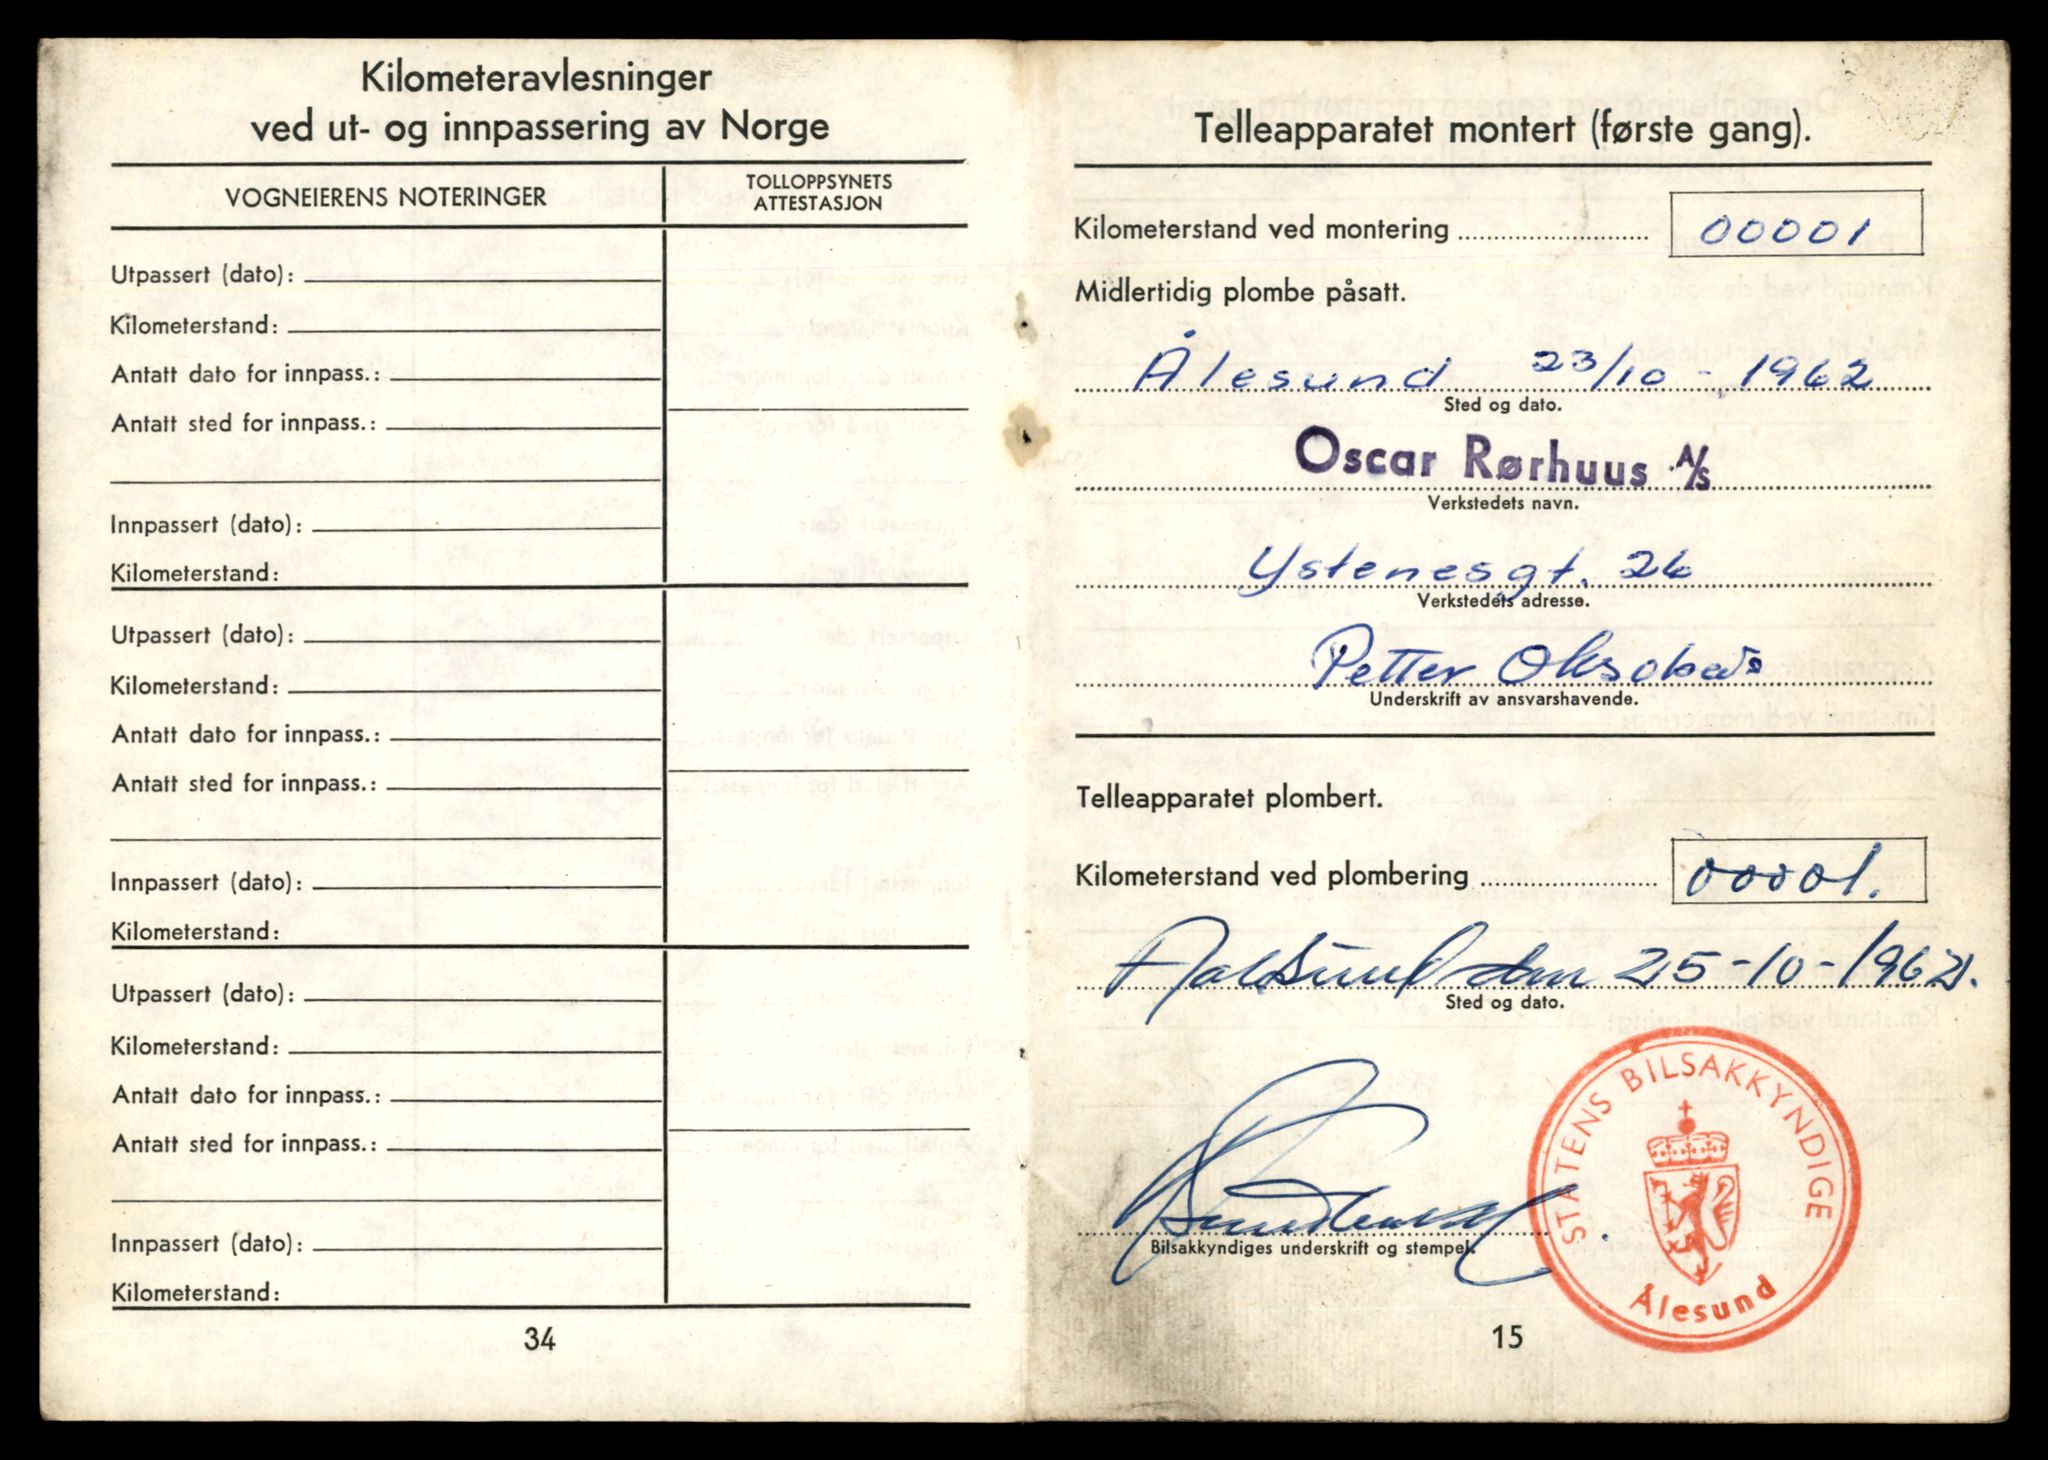 Kilometeravlesninger
ved ut- og innpassering av Norge
VOGNEIERENS NOTERINGER
TOLLOPPSYNETS
ATTESTASJON
Utpassert (dato):
Kilometerstand:
Antatt dato for innpass.:
Antatt sted for innpass.:
Innpassert (dato):
Kilometerstand:
Utpassert (dato):
Kilometerstand:
Antatt dato for innpass.:
Antatt sted for innpass.:
Innpassert (dato):
Kilometerstand:
Utpassert (dato):
Kilometerstand:
Antatt dato for innpass.:
Antatt sted for innpass.:
Innpassert (dato):
Kilometerstand:
34
Telleapparatet montert (første gang).
Kilometerstand ved montering 00001
Midlertidig plombe påsatt.
Ålesund 23/10 - 1962
Sted og dato.
Oscar Rørhuus A/S
Verkstedets navn.
Ystenesgt. 26
Verkstedets adresse.
Petter
Underskrift av ansvarshavende.
Telleapparatet plombert.
Kilometerstand ved plombering 00001.
Aalesund den 25-10-1962.
Sted og dato.
Bilsakkyndiges underskrift og stempel.
STATENS BILSAKKYNDIGE
Ålesund
15